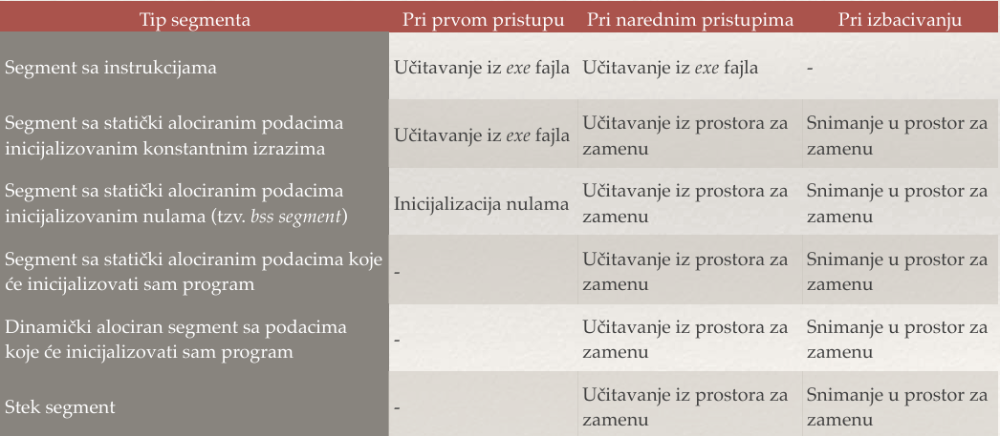 Tip segmenta Pri prvom pristupu Pri narednim pristupima Pri izbacivanju
Segment sa instrukcijama Učitavanje iz exe fajla Učitavanje iz exe fajla -
Segment sa statički alociranim podacima
inicijalizovanim konstantnim izrazima
Učitavanje iz exe fajla
Učitavanje iz prostora za
zamenu
Snimanje u prostor za
zamenu
Segment sa statički alociranim podacima
inicijalizovanim nulama (tzv. bss segment)
Inicijalizacija nulama
Učitavanje iz prostora za
zamenu
Snimanje u prostor za
zamenu
Segment sa statički alociranim podacima koje
će inicijalizovati sam program
-
Učitavanje iz prostora za
zamenu
Snimanje u prostor za
zamenu
Dinamički alociran segment sa podacima
koje će inicijalizovati sam program
-
Učitavanje iz prostora za
zamenu
Snimanje u prostor za
zamenu
Stek segment
-
Učitavanje iz prostora za
zamenu
Snimanje u prostor za
zamenu